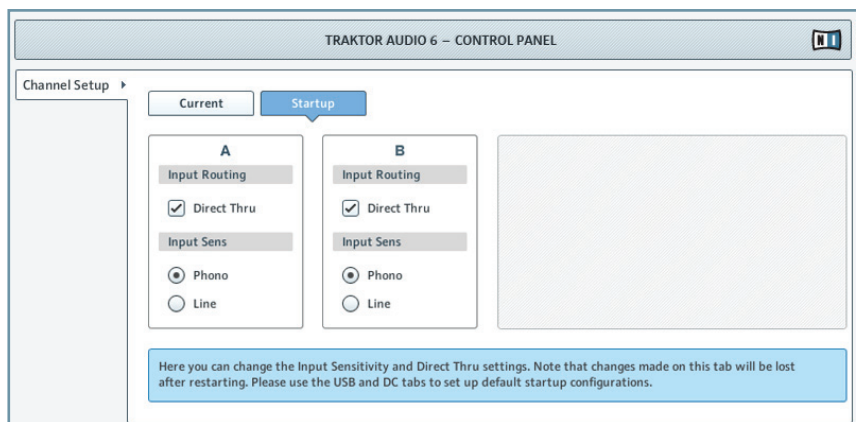 TRAKTOR AUDIO 6 – CONTROL PANEL
NI
Channel Setup
Current
Startup
A
Input Routing
Direct Thru
Input Sens
Phono
Line
B
Input Routing
Direct Thru
Input Sens
Phono
Line
Here you can change the Input Sensitivity and Direct Thru settings. Note that changes made on this tab will be lost
after restarting. Please use the USB and DC tabs to set up default startup configurations.